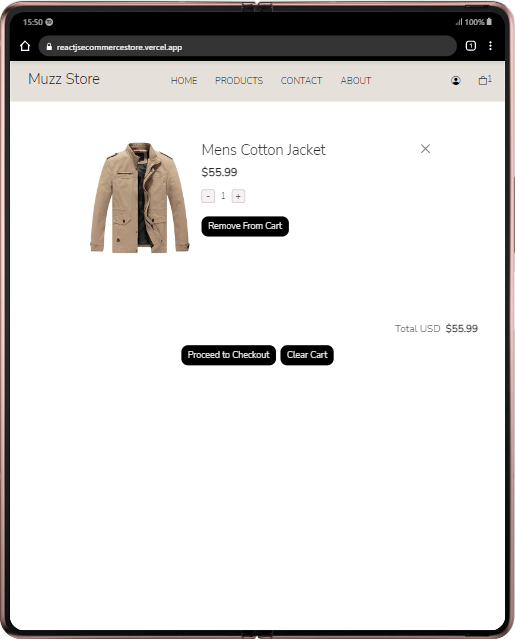 15:50 100%
reactjsecommercestore.vercel.app 1
Muzz Store HOME PRODUCTS CONTACT ABOUT 1
Mens Cotton Jacket
$55.99
- 1 +
Remove From Cart
Total USD $55.99
Proceed to Checkout Clear Cart